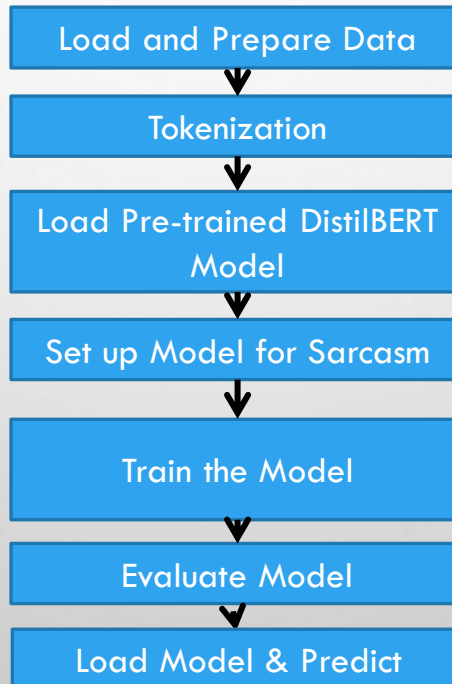 Load and Prepare Data
Tokenization
Load Pre-trained DistilBERT
Model
Set up Model for Sarcasm
Train the Model
Evaluate Model
Load Model & Predict